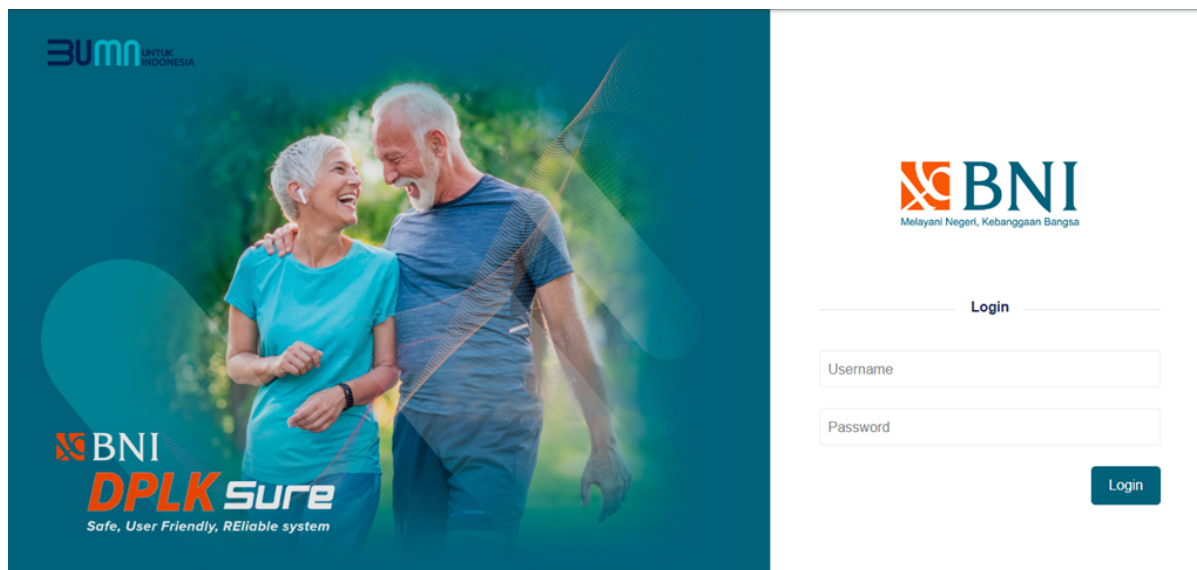 BUMN UNTUK
INDONESIA
BNI
DPLK Sure
Safe, User Friendly, REliable system
BNI
Melayani Negeri, Kebanggaan Bangsa
Login
Username
Password
Login